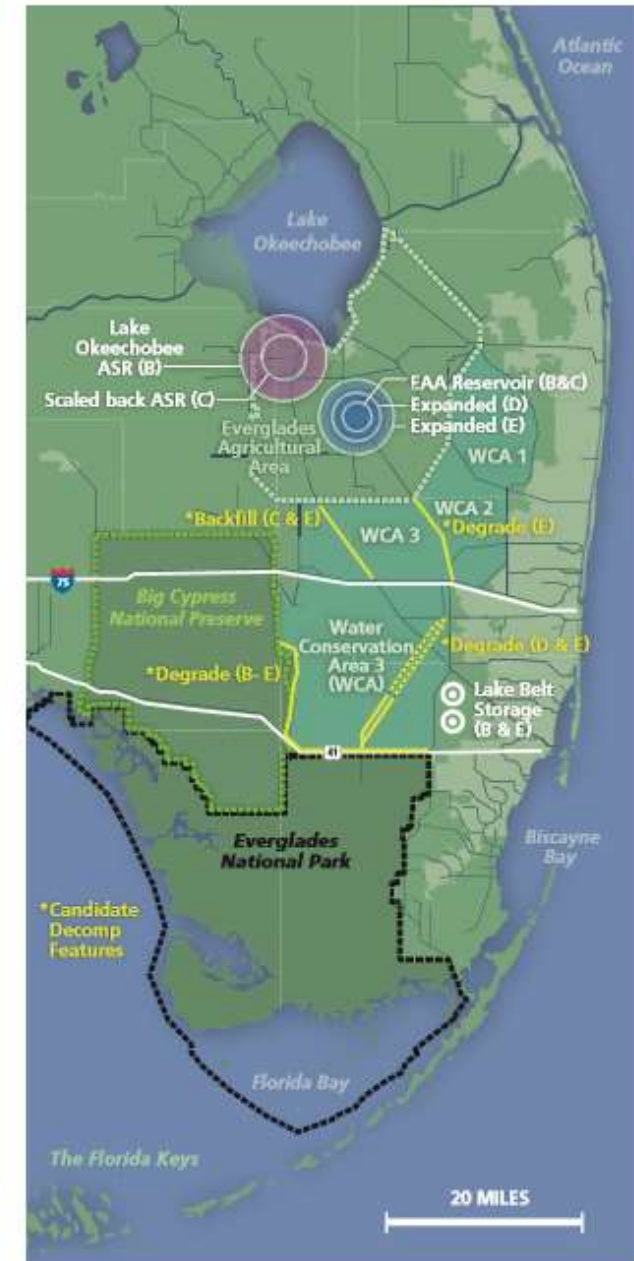 Atlantic
Ocean
Lake
Okeechobee
Lake
Okeechobee
ASR (B)
Scaled back ASR (C)
EAA Reservoir (B&C)
Expanded (D)
Expanded (E)
Everglades
Agricultural
Area
WCA 1
WCA 2
*Backfill (C & E)
WCA 3
*Degrade (E)
75
Big Cypress
National Preserve
Water
Conservation
Area 3
(WCA)
*Degrade (D & E)
*Degrade (B- E)
Lake Belt
Storage
(B & E)
41
Everglades
National Park
Biscayne
Bay
*Candidate
Decomp
Features
Florida Bay
The Florida Keys
20 MILES